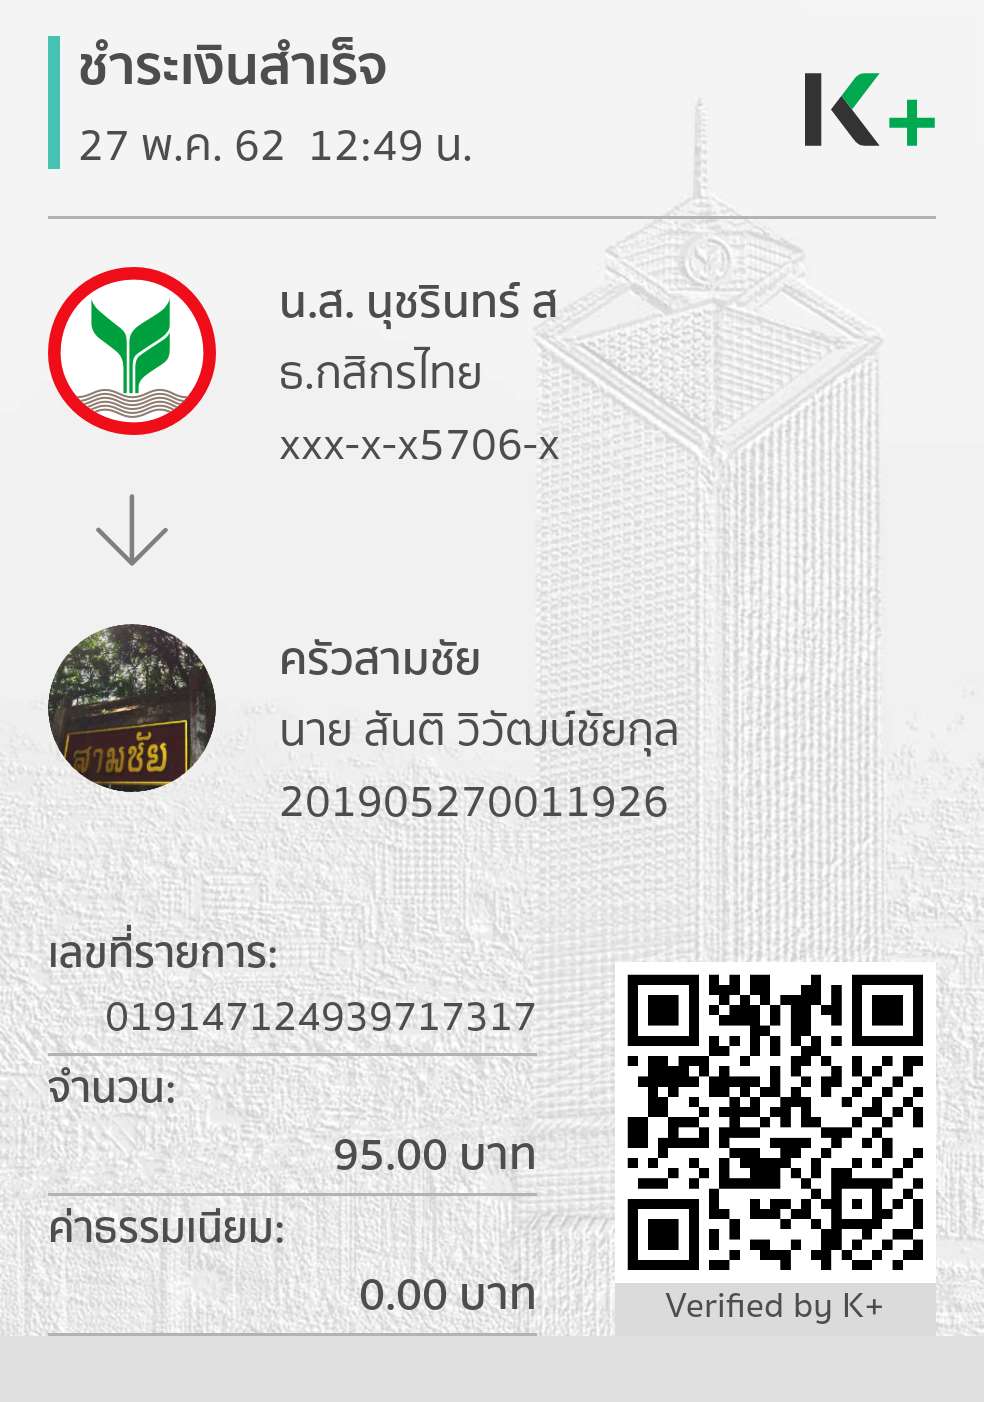 ชำระเงินสำเร็จ
27 พ.ค. 62 12:49 น.
K+
น.ส. นุชรินทร์ ส
ธ.กสิกรไทย
xxx-x-x5706-x
สามชัย
ครัวสามชัย
นาย สันติ วิวัฒน์ชัยกุล
201905270011926
เลขที่รายการ:
019147124939717317
จำนวน:
95.00 บาท
ค่าธรรมเนียม:
0.00 บาท
Verified by K+